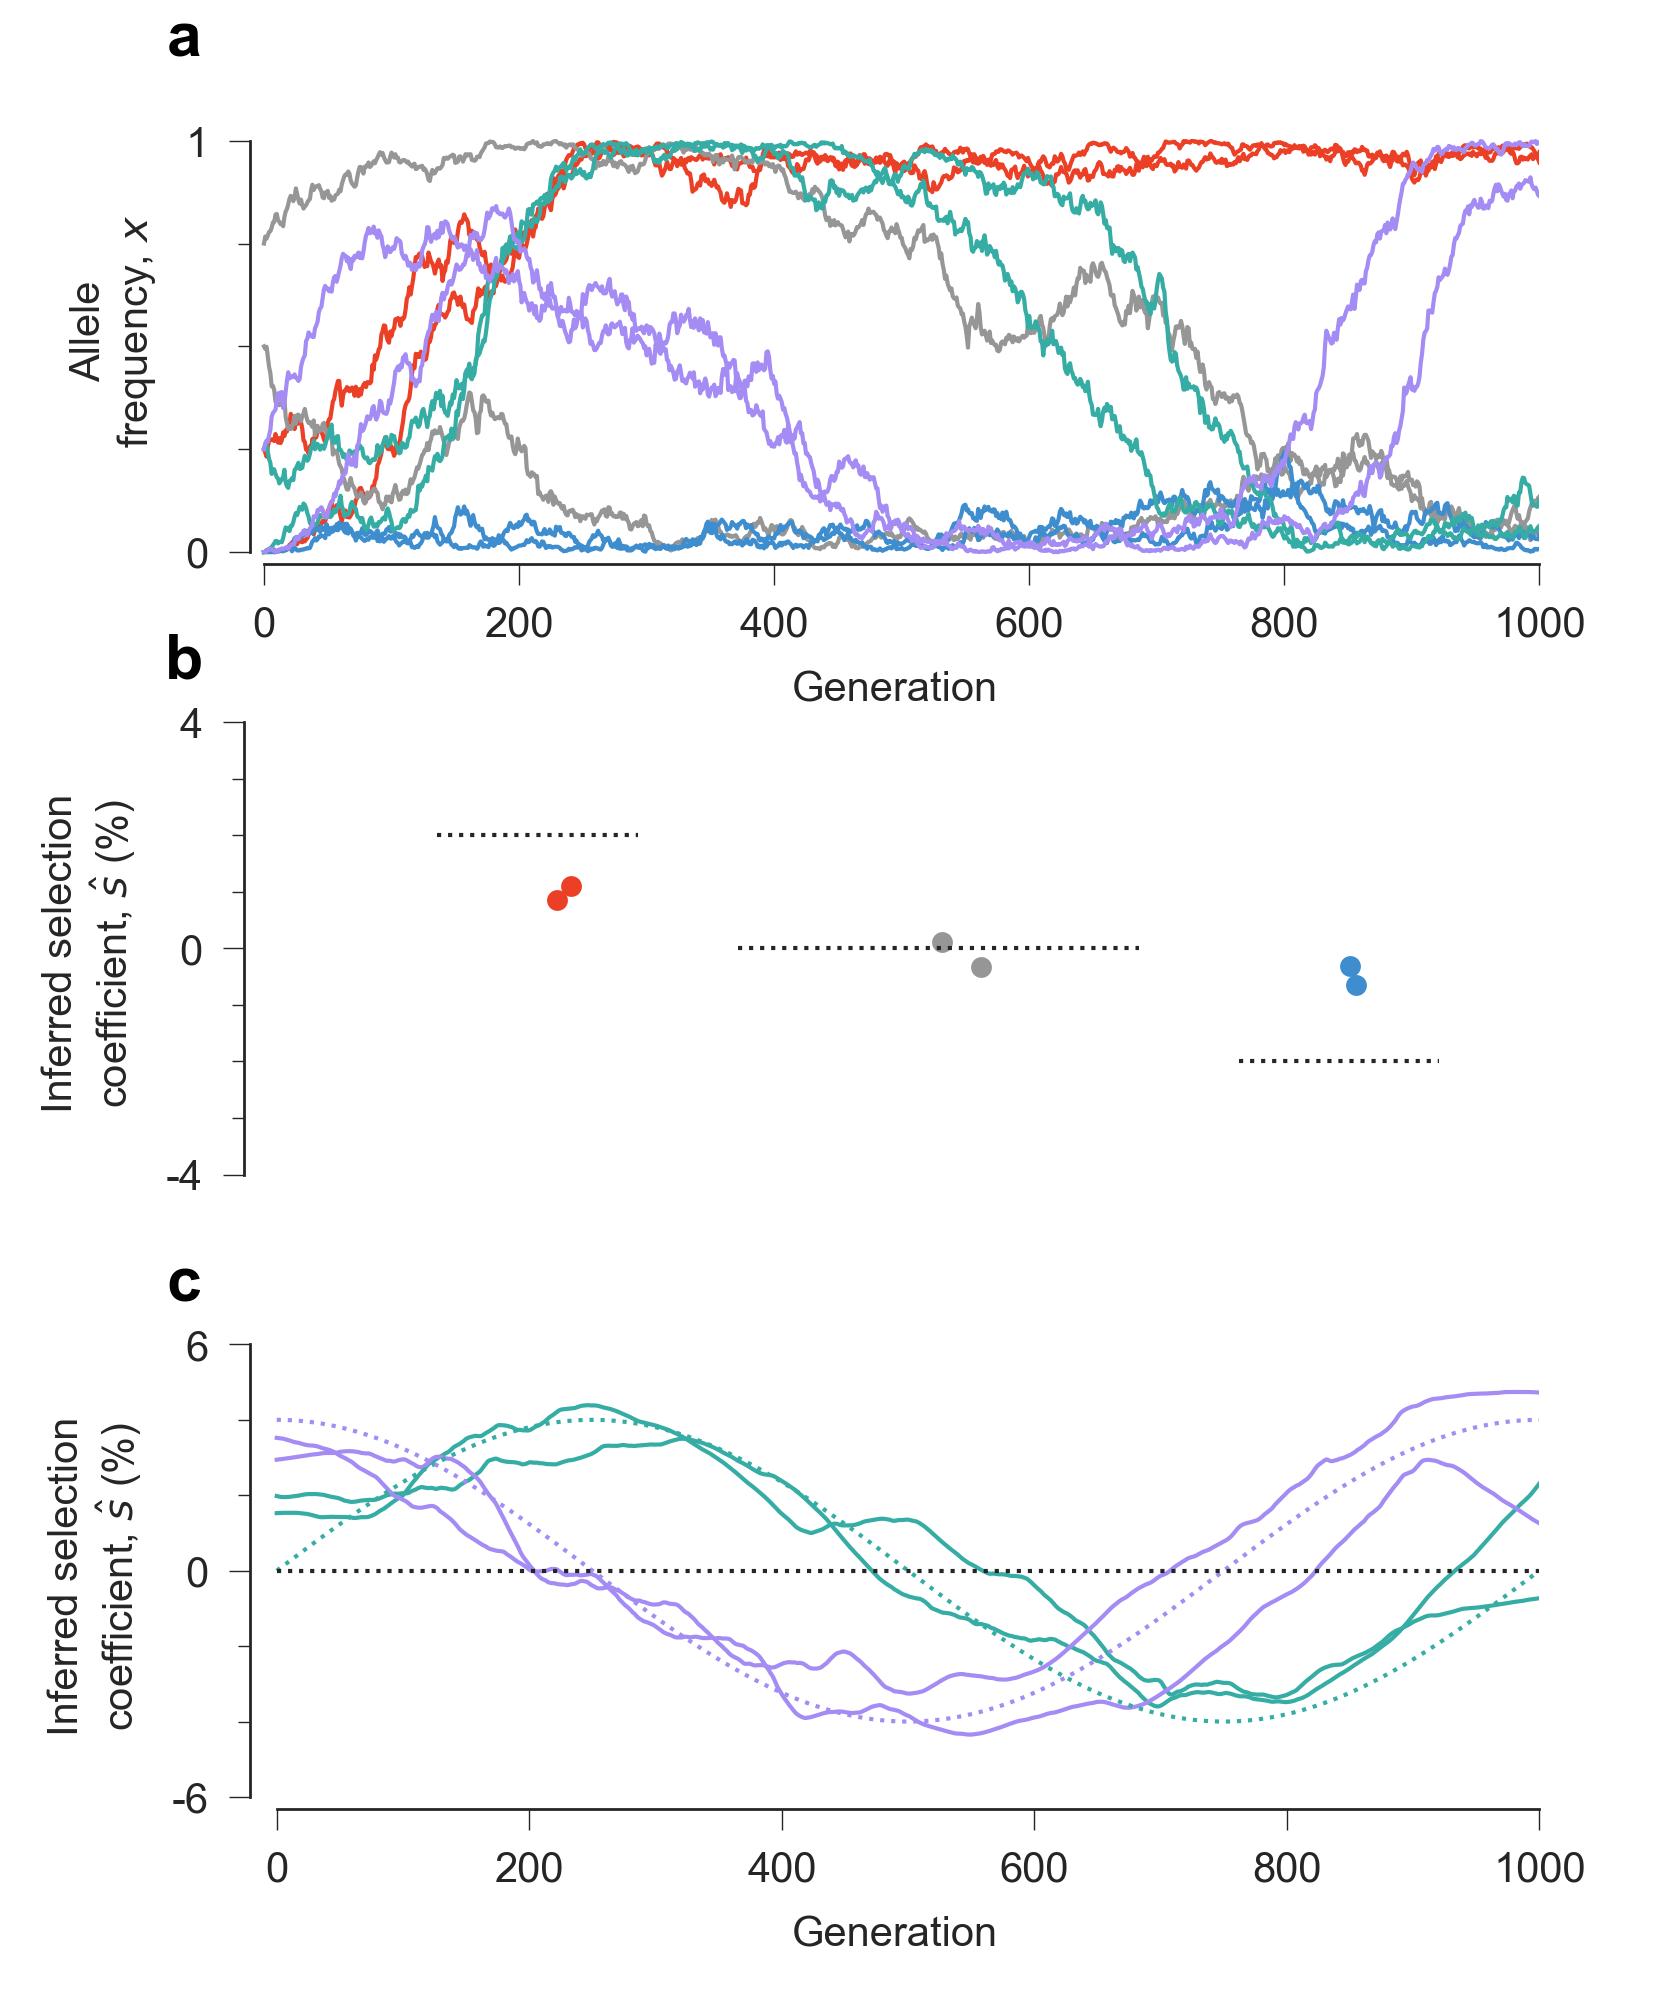 a
1
0
Allele
frequency, x
0 200 400 600 800 1000
Generation
b
4
0
-4
Inferred selection
coefficient, ŝ (%)
c
6
0
-6
Inferred selection
coefficient, ŝ (%)
0 200 400 600 800 1000
Generation